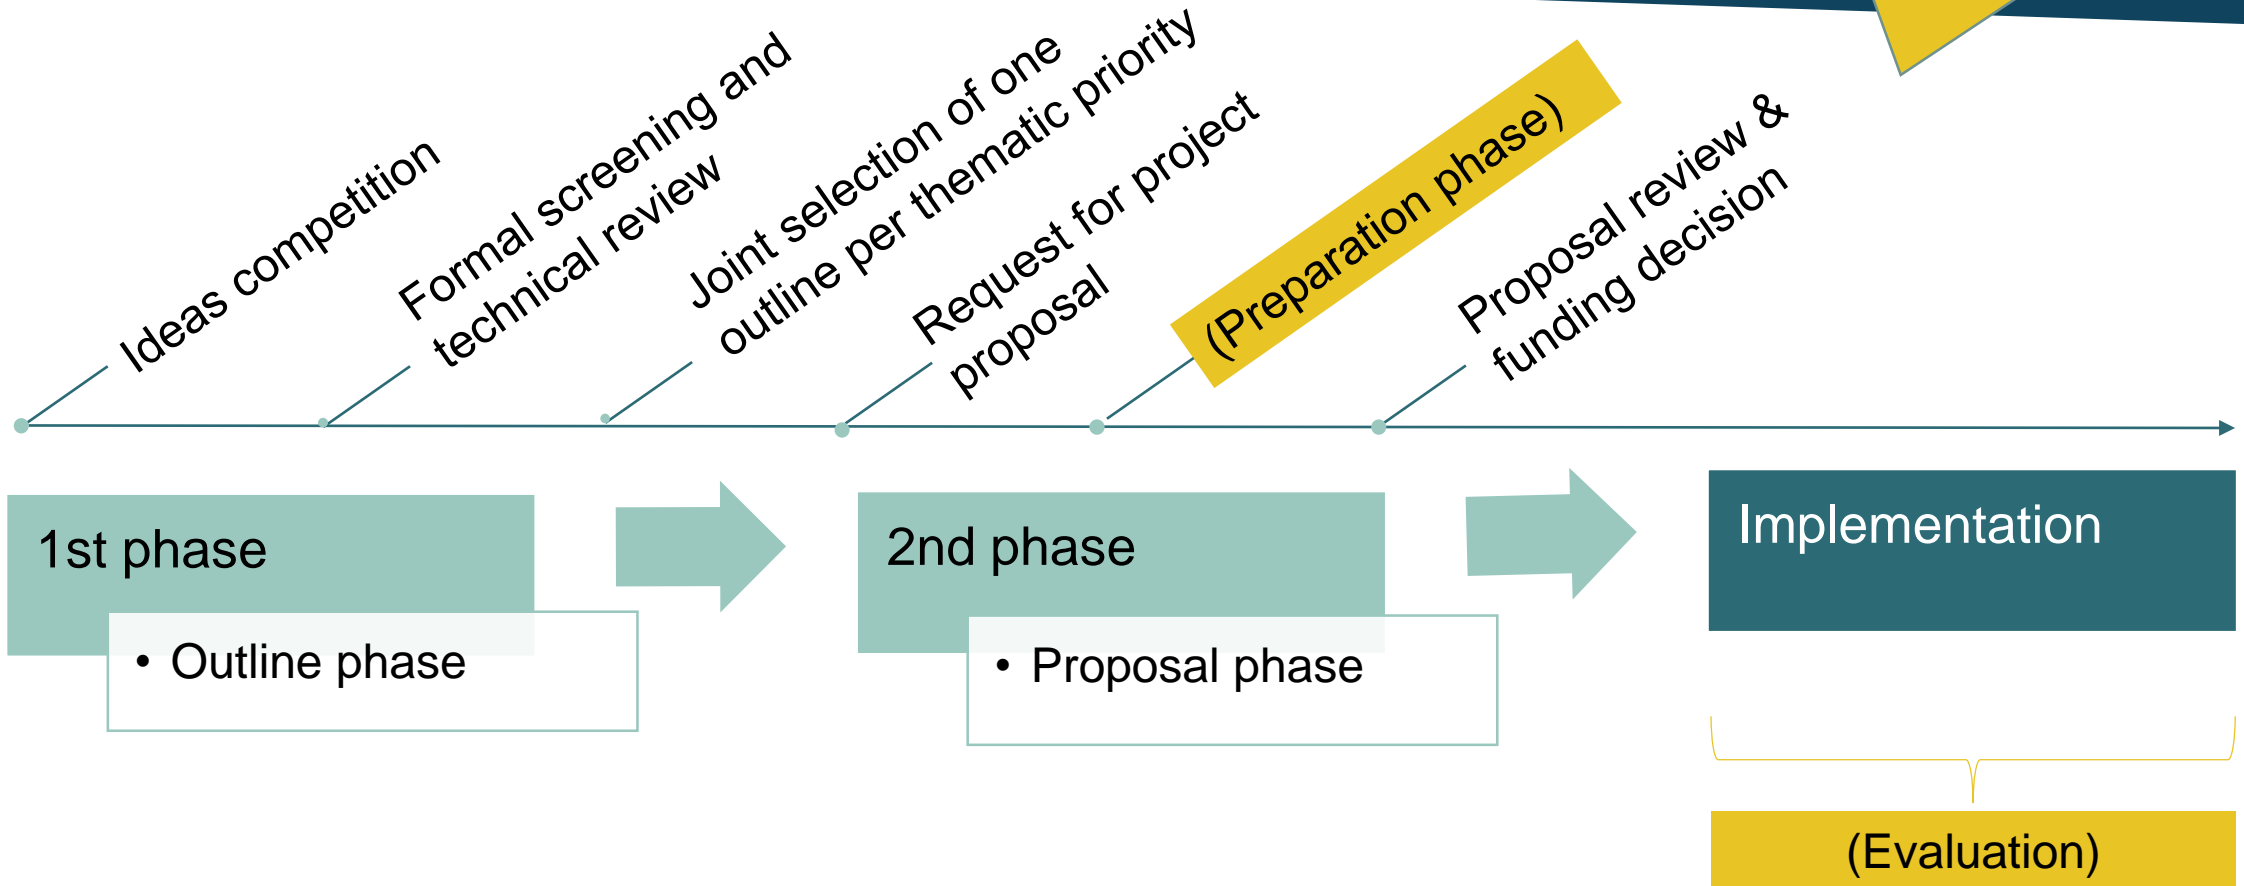 Ideas competition
Formal screening and
technical review
Joint selection of one
outline per thematic priority
Request for project
proposal
(Preparation phase)
Proposal review &
funding decision
1st phase
• Outline phase
2nd phase
• Proposal phase
Implementation
(Evaluation)